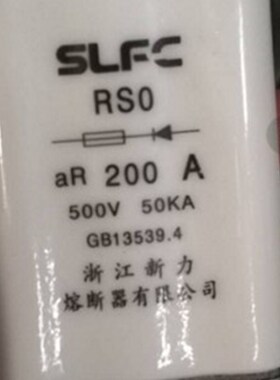 SLFC
RS0
aR 200 A
500V 50KA
GB13539.4
浙江新力
熔断器有限公司